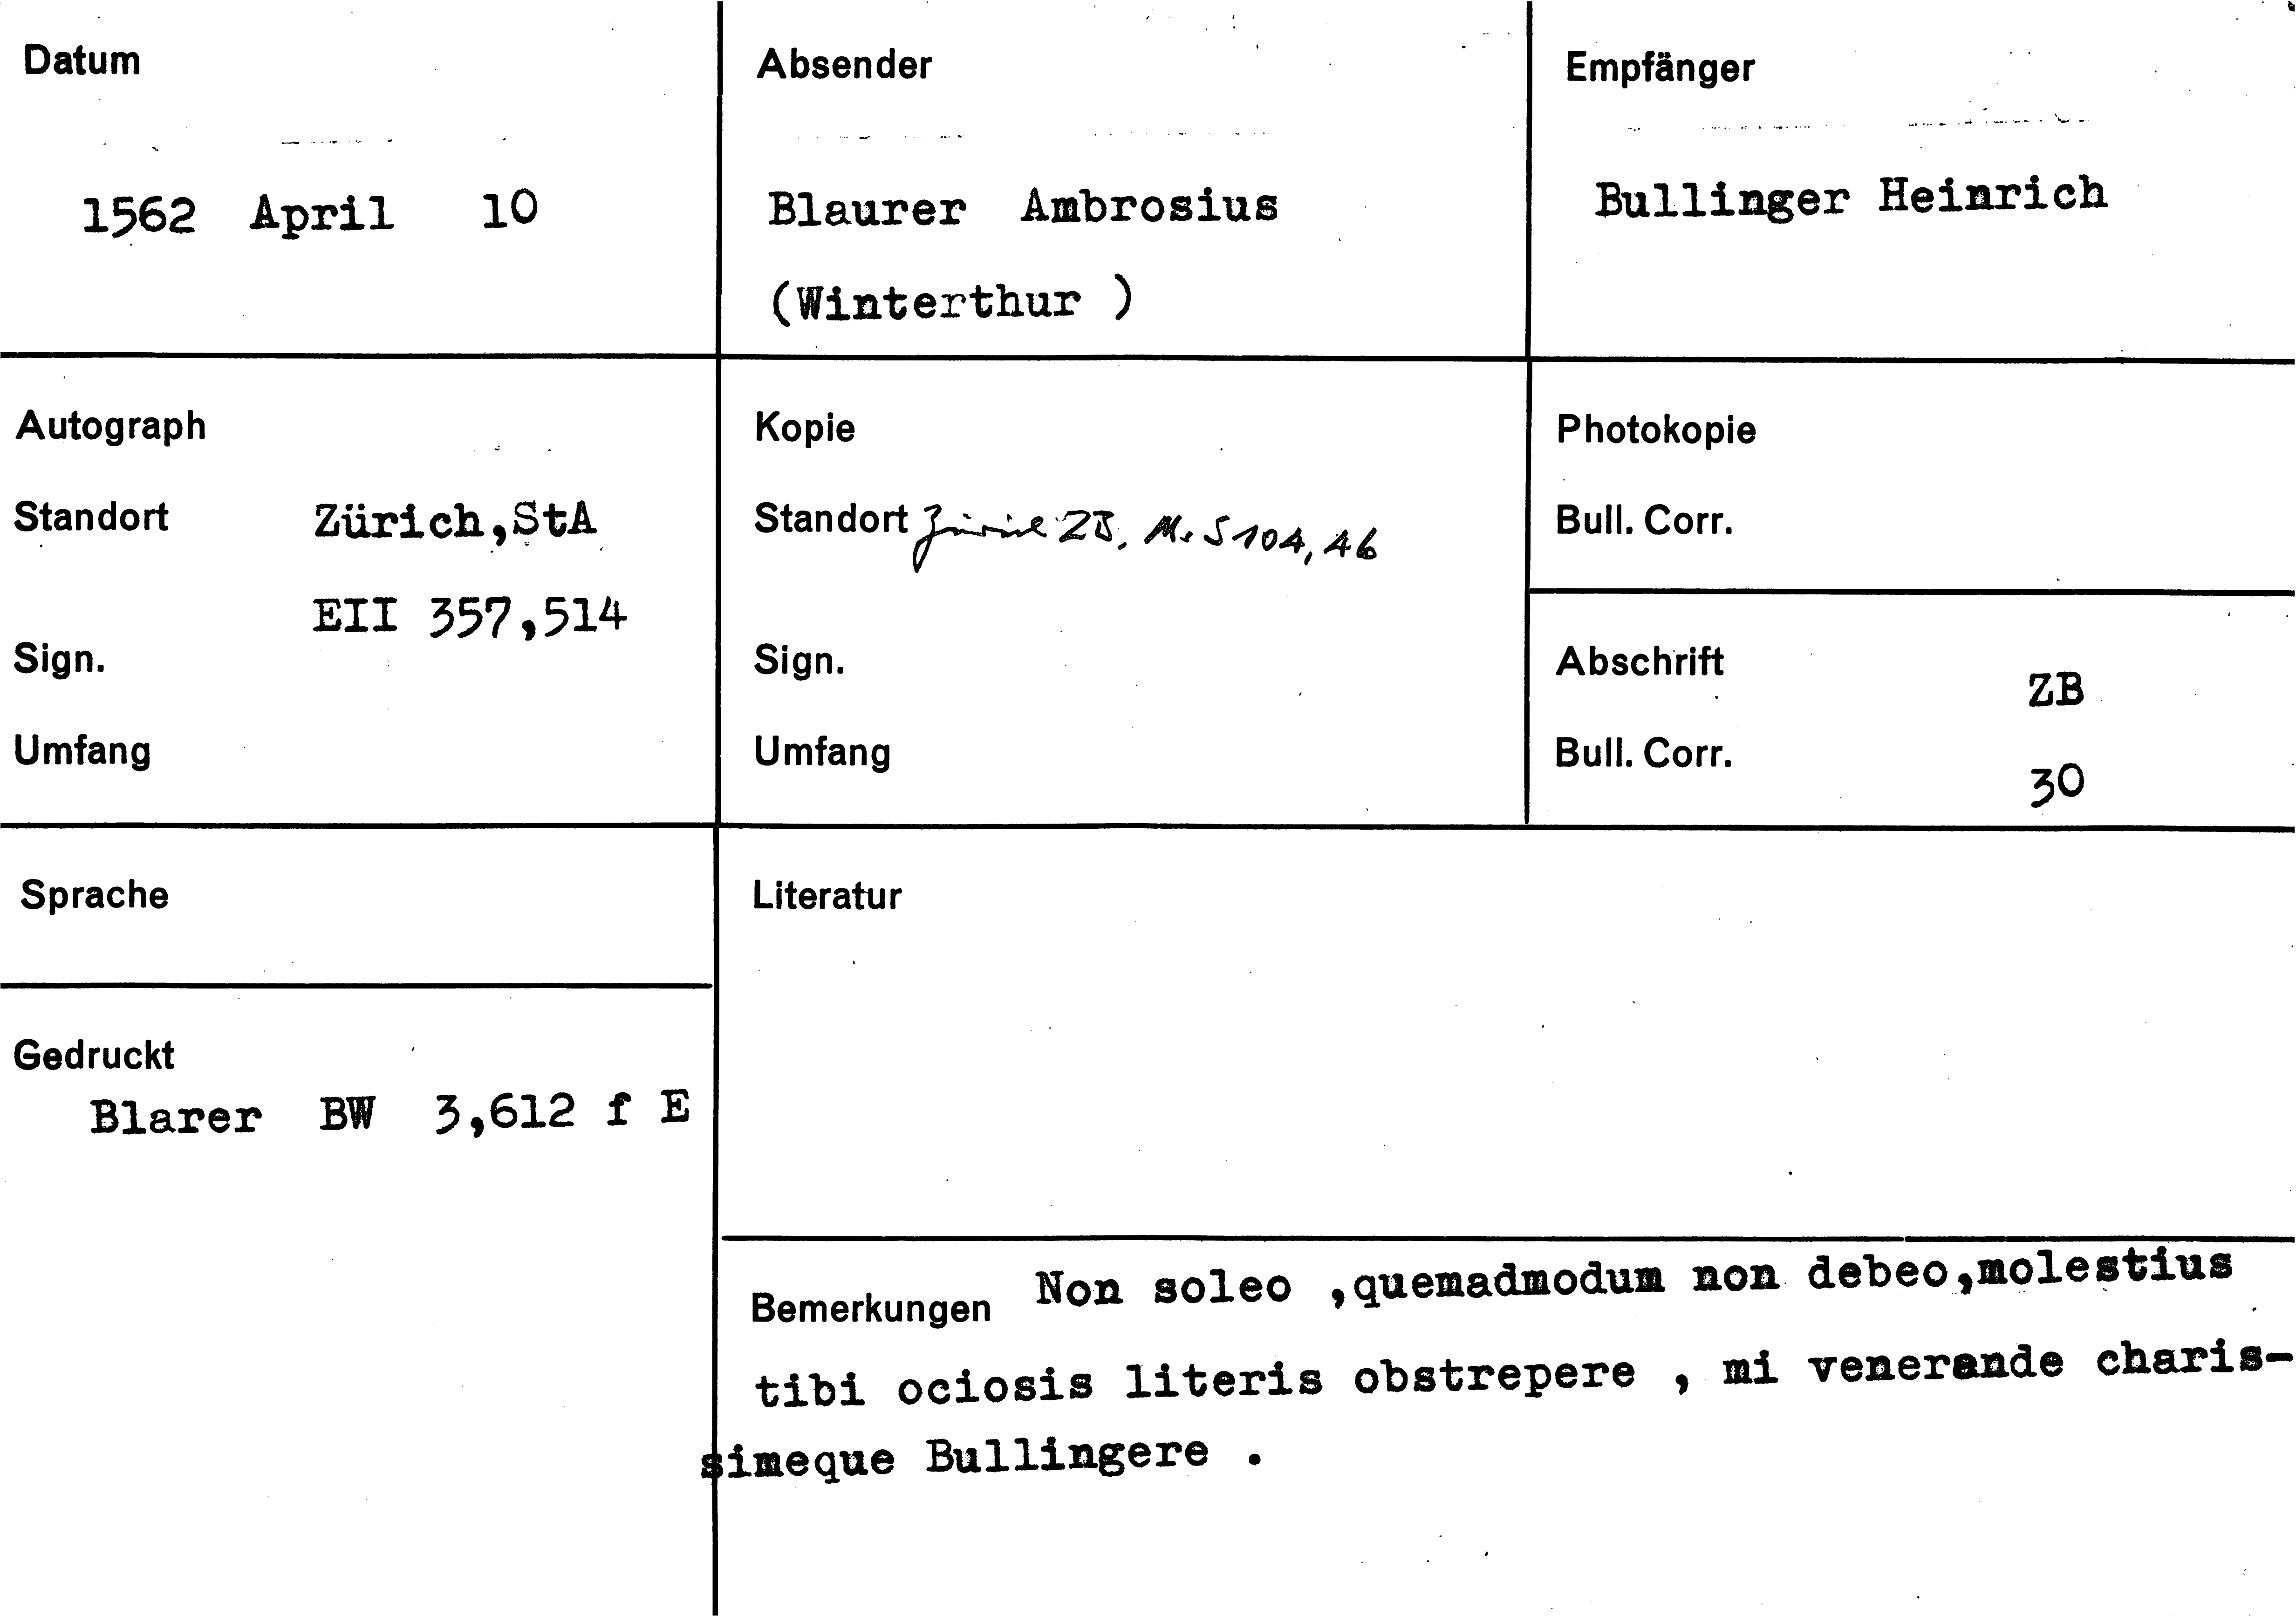 Datum
1562 April 10
Absender
Blaurer Ambrosius
(Winterthur )
Empfänger
Bullinger Heinrich
Autograph
Standort Zürich,StA
EII 357,514
Sign.
Umfang
Kopie
Standort Zürich ZB, Ms S 104, 46
Sign.
Umfang
Photokopie
Bull. Corr.
Abschrift ZB
Bull. Corr. 30
Sprache
Gedruckt
Blarer BW 3,612 f E
Literatur
Bemerkungen Non soleo ,quemadmodum non debeo,molestius
tibi ociosis literis obstrepere , mi venerande charis-
simeque Bullingere .